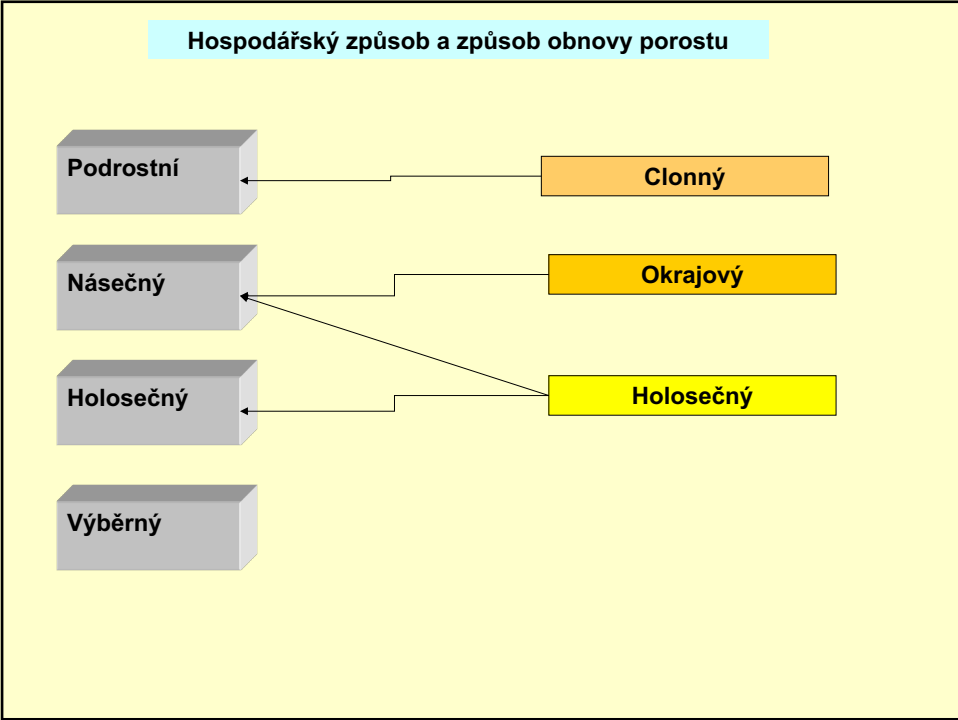 Hospodářský způsob a způsob obnovy porostu
Podrostní
Clonný
Násečný
Okrajový
Holosečný
Holosečný
Výběrný